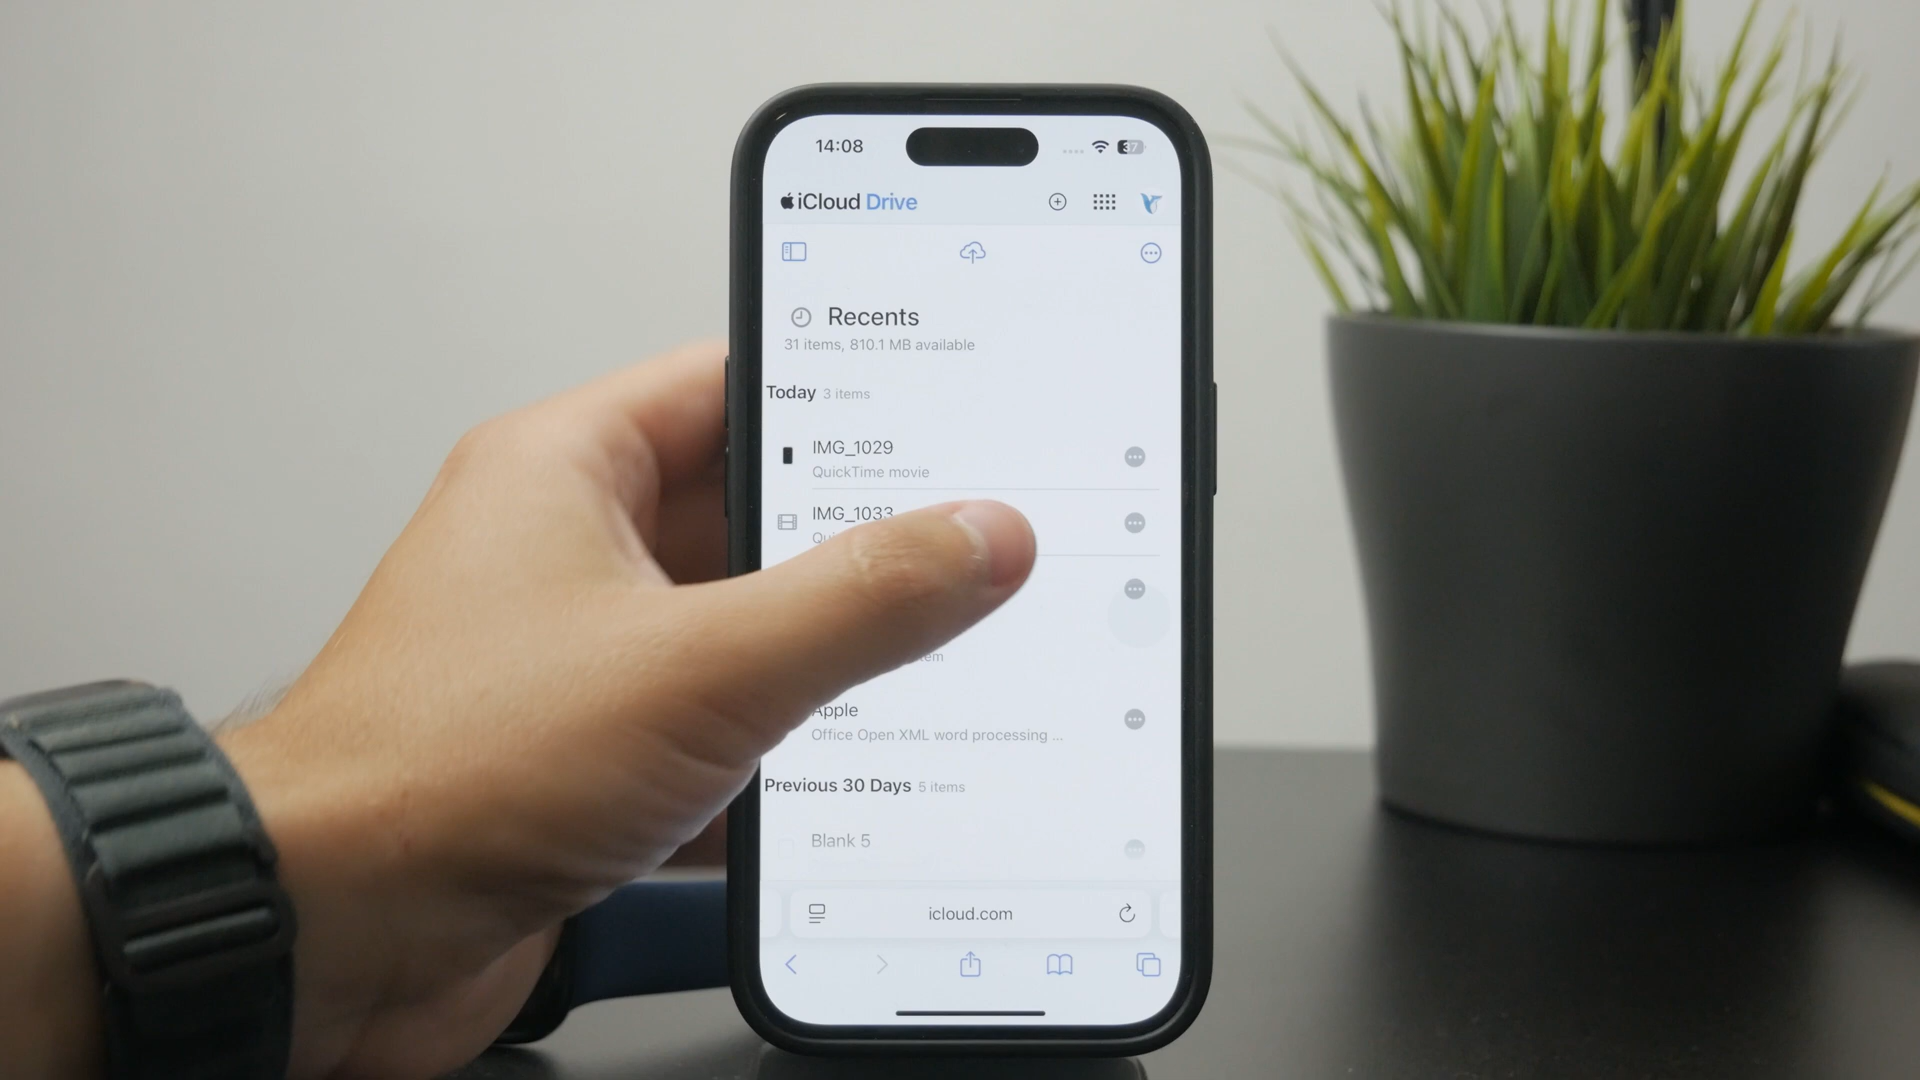 14:08
37
iCloud Drive
Recents
31 items, 810.1 MB available
Today 3 items
IMG_1029
QuickTime movie
IMG_1033
Apple
Office Open XML word processing ...
Previous 30 Days 5 items
Blank 5
icloud.com